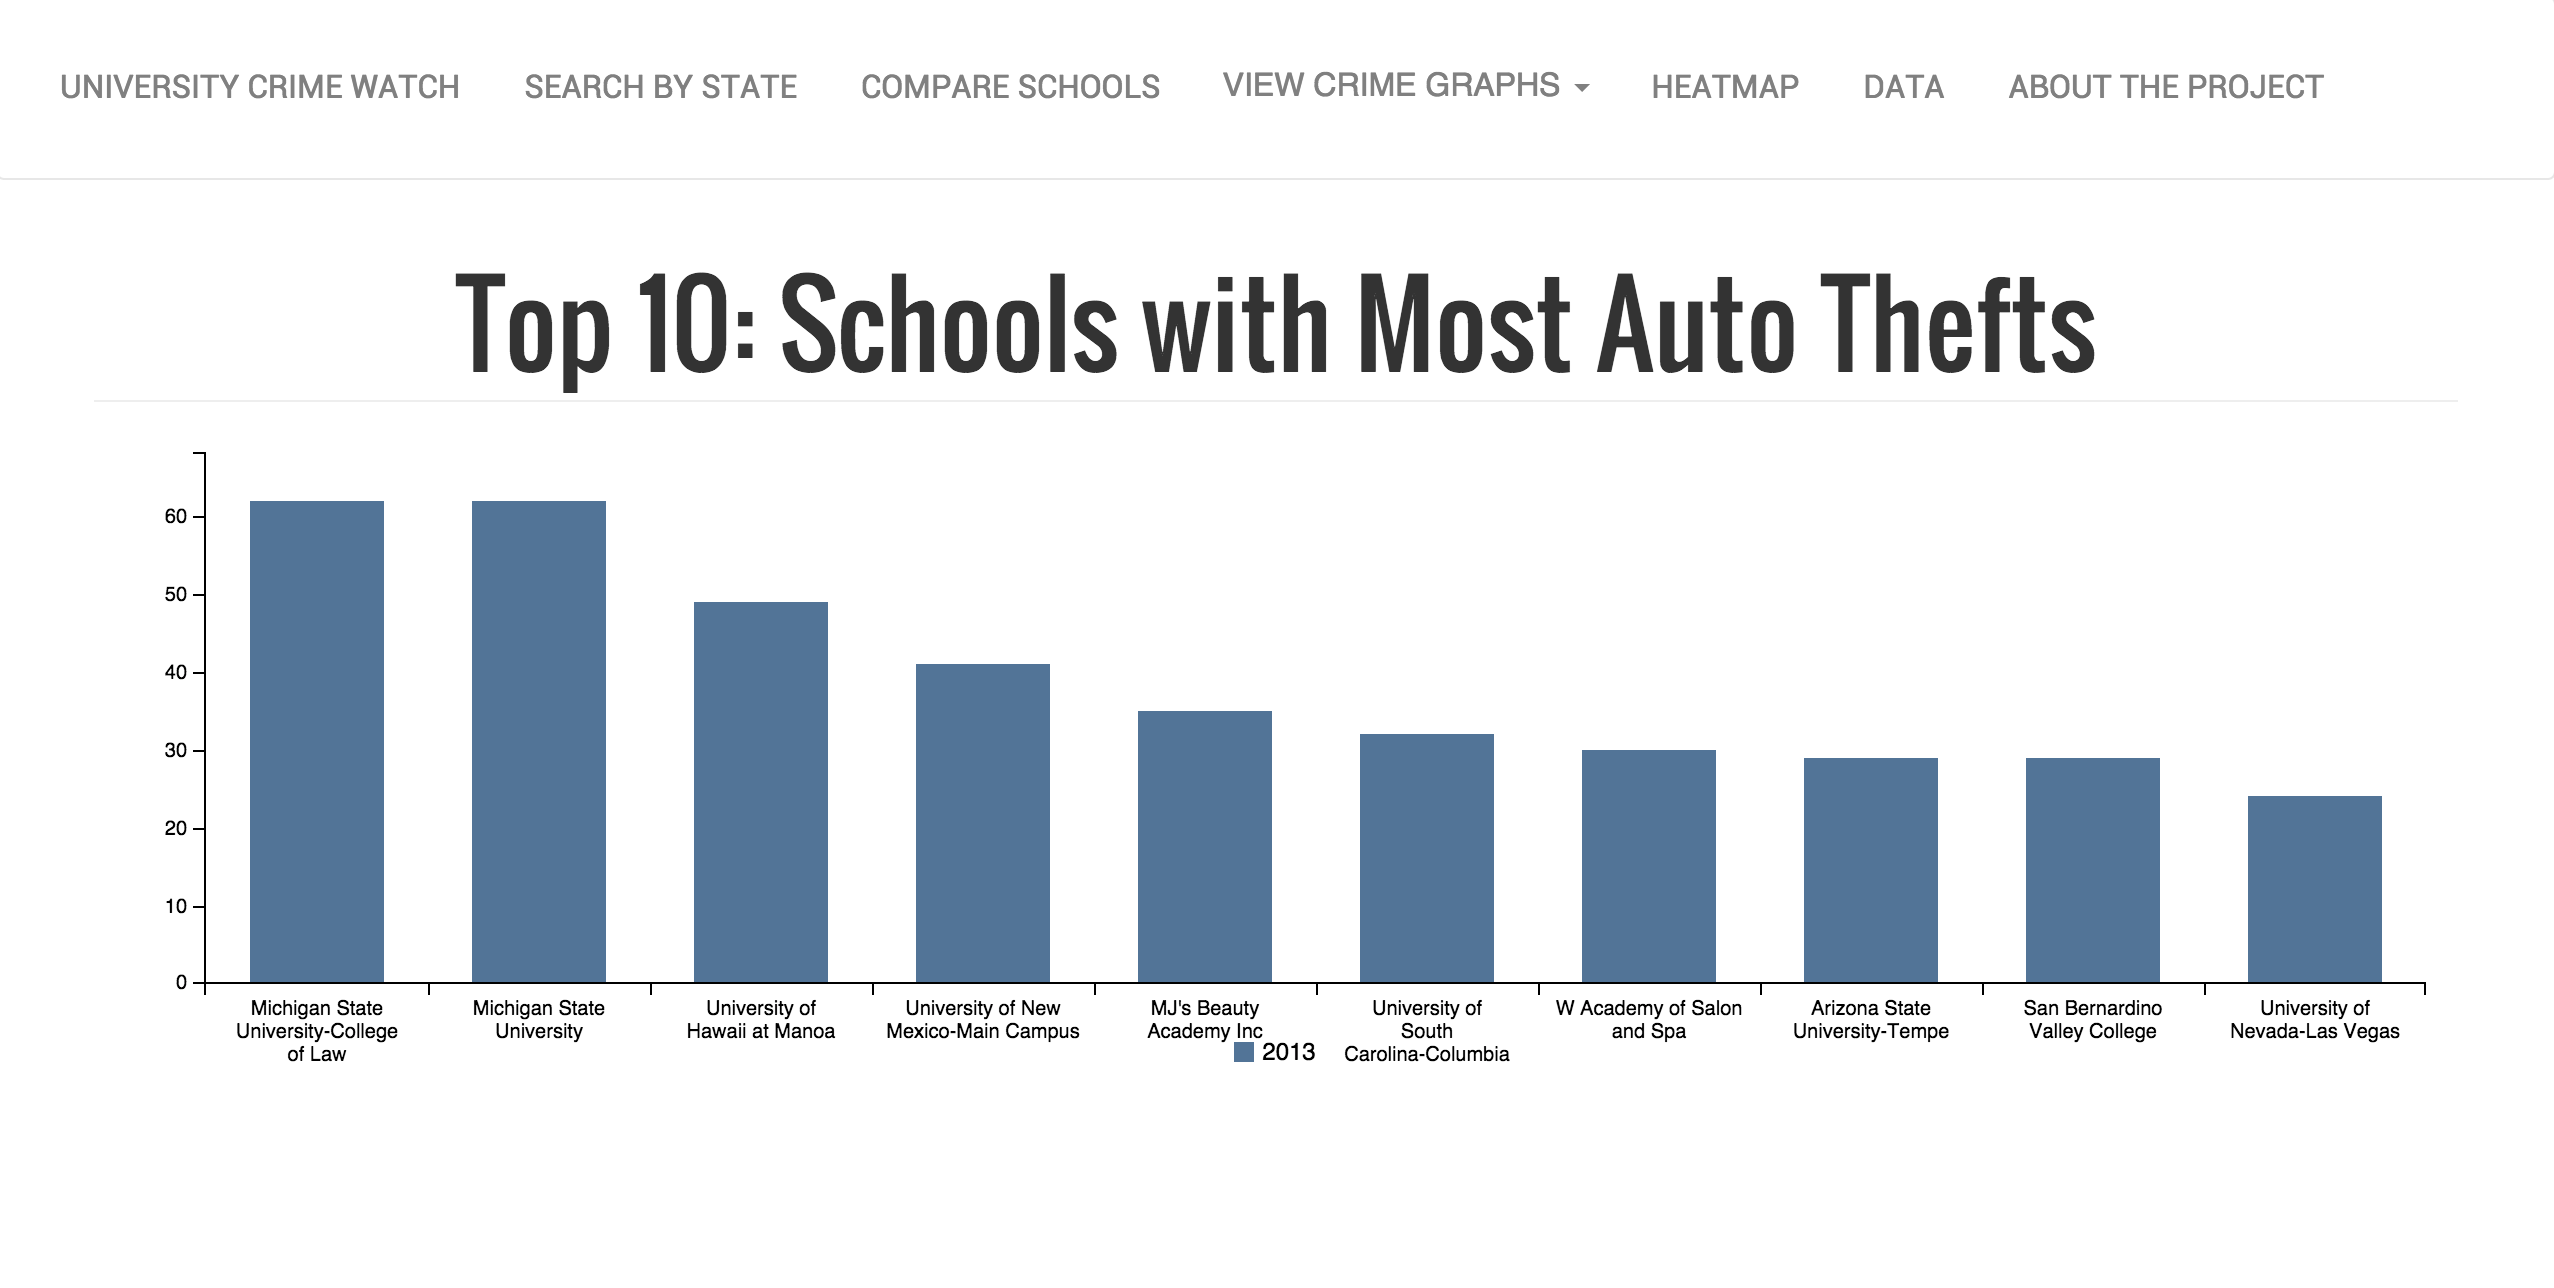 UNIVERSITY CRIME WATCH SEARCH BY STATE COMPARE SCHOOLS VIEW CRIME GRAPHS HEATMAP DATA ABOUT THE PROJECT
Top 10: Schools with Most Auto Thefts
60
50
40
30
20
10
0
Michigan State
University-College
of Law
Michigan State
University
University of
Hawaii at Manoa
University of New
Mexico-Main Campus
MJ's Beauty
Academy Inc
University of
South
Carolina-Columbia
W Academy of Salon
and Spa
Arizona State
University-Tempe
San Bernardino
Valley College
University of
Nevada-Las Vegas
2013